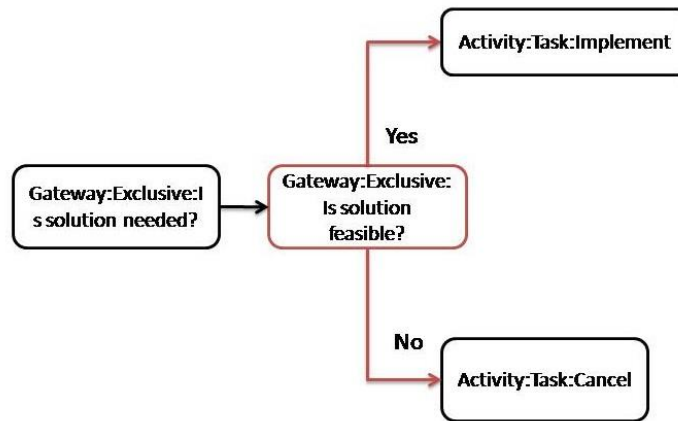 Activity:Task:Implement
Yes
Gateway:Exclusive:I
s solution needed?
Gateway:Exclusive:
Is solution
feasible?
No
Activity:Task:Cancel